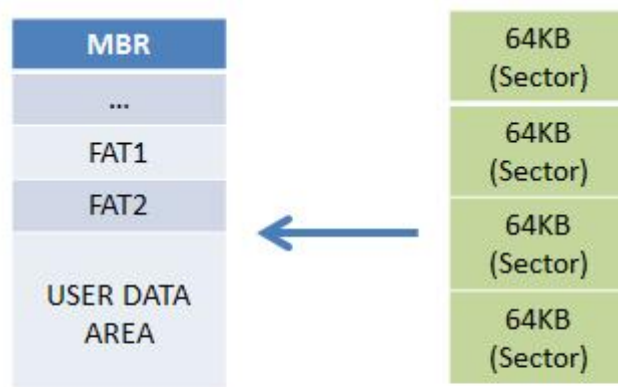 MBR
...
FAT1
FAT2
USER DATA
AREA
64KB
(Sector)
64KB
(Sector)
64KB
(Sector)
64KB
(Sector)